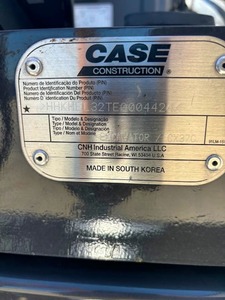 CASE
CONSTRUCTION
Número de Identificação do Produto (PIN)
Product Identification Number (PIN)
Número de Identificación Del Producto (PIN)
Numéro D' Identification Du Produit (PIN)
Tipo / Modelo & Designação
Type / Model & Designation
Tipo / Modelo & Designación
Type / Modèle & Désignation
CNH Industrial America LLC
700 State Street Racine, WI 53404 U.S.A
MADE IN SOUTH KOREA